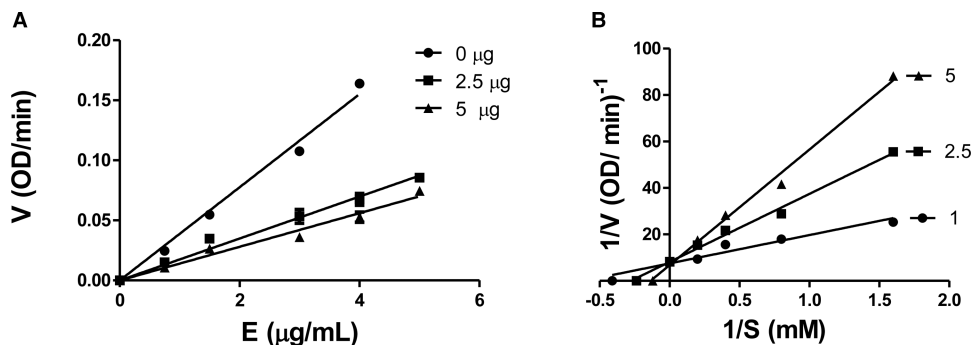 A
V (OD/min)
0.20
0.15
0.10
0.05
0.00
0 2 4 6
E (μg/mL)
0 μg
2.5 μg
5 μg
B
1/V (OD/ min)⁻¹
100
80
60
40
20
-0.5 0.0 0.5 1.0 1.5 2.0
1/S (mM)
5
2.5
1